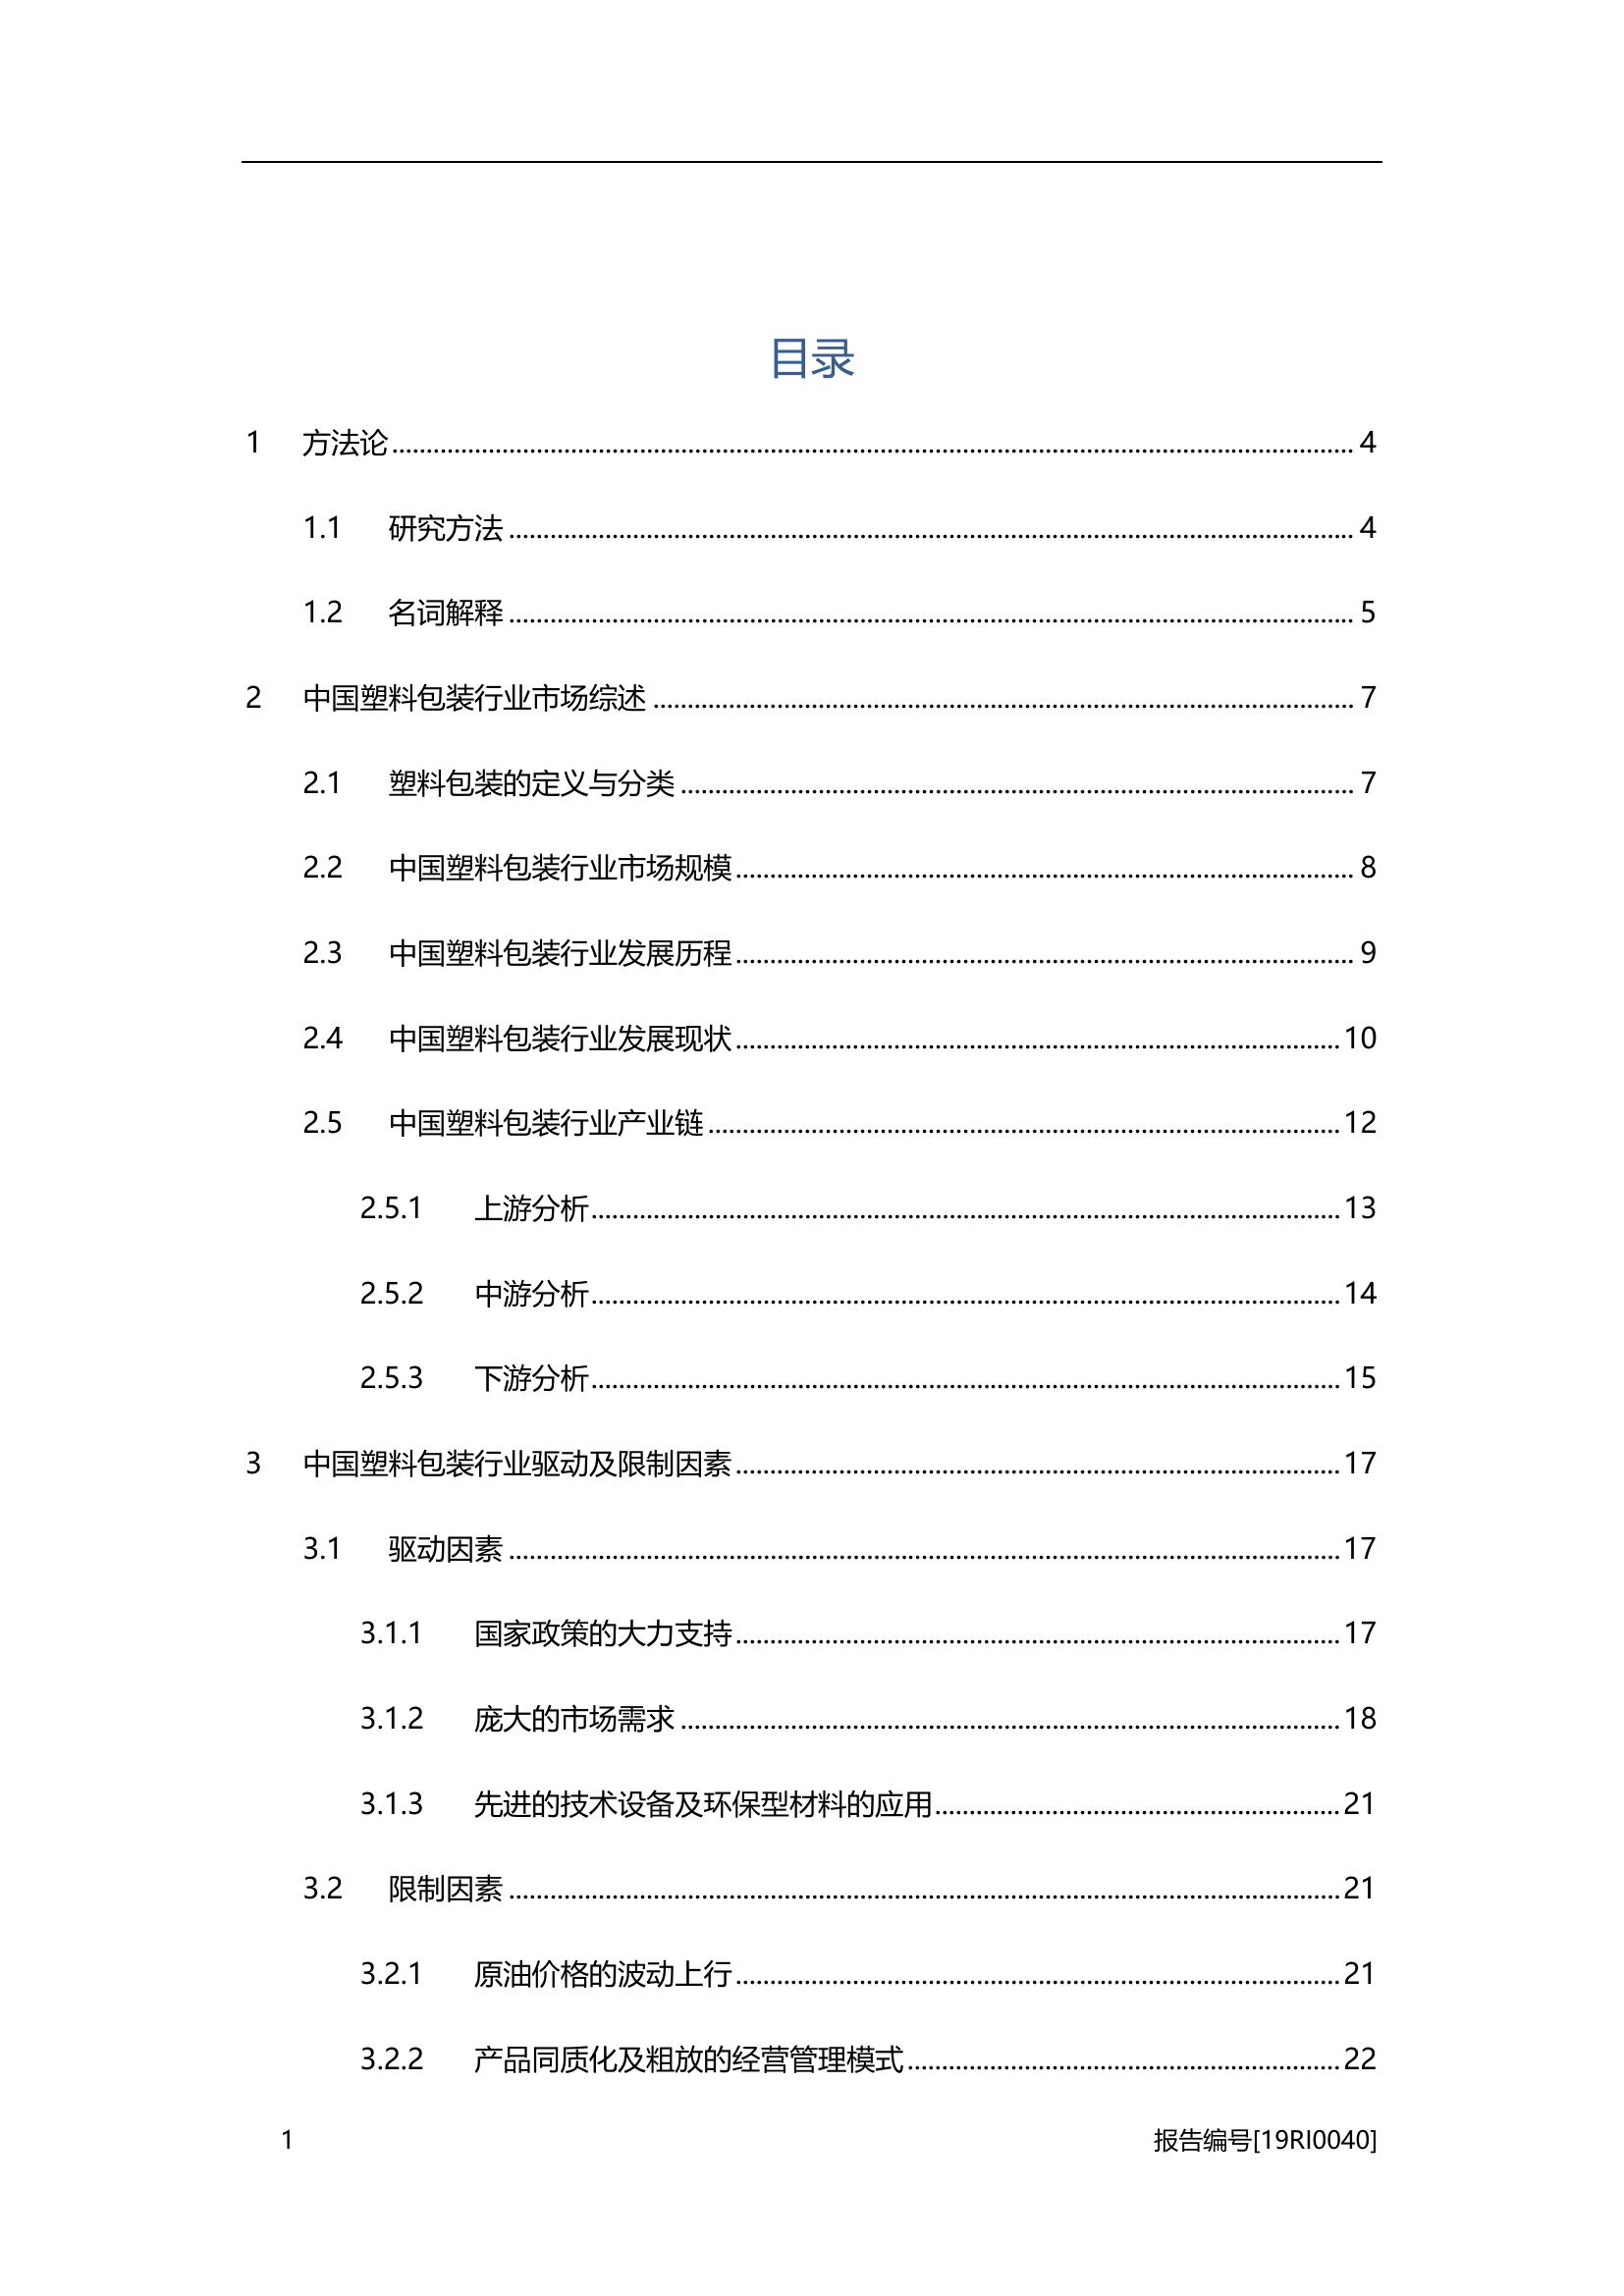 目录
1 方法论 4
1.1 研究方法 4
1.2 名词解释 5
2 中国塑料包装行业市场综述 7
2.1 塑料包装的定义与分类 7
2.2 中国塑料包装行业市场规模 8
2.3 中国塑料包装行业发展历程 9
2.4 中国塑料包装行业发展现状 10
2.5 中国塑料包装行业产业链 12
2.5.1 上游分析 13
2.5.2 中游分析 14
2.5.3 下游分析 15
3 中国塑料包装行业驱动及限制因素 17
3.1 驱动因素 17
3.1.1 国家政策的大力支持 17
3.1.2 庞大的市场需求 18
3.1.3 先进的技术设备及环保型材料的应用 21
3.2 限制因素 21
3.2.1 原油价格的波动上行 21
3.2.2 产品同质化及粗放的经营管理模式 22
1 报告编号[19RI0040]